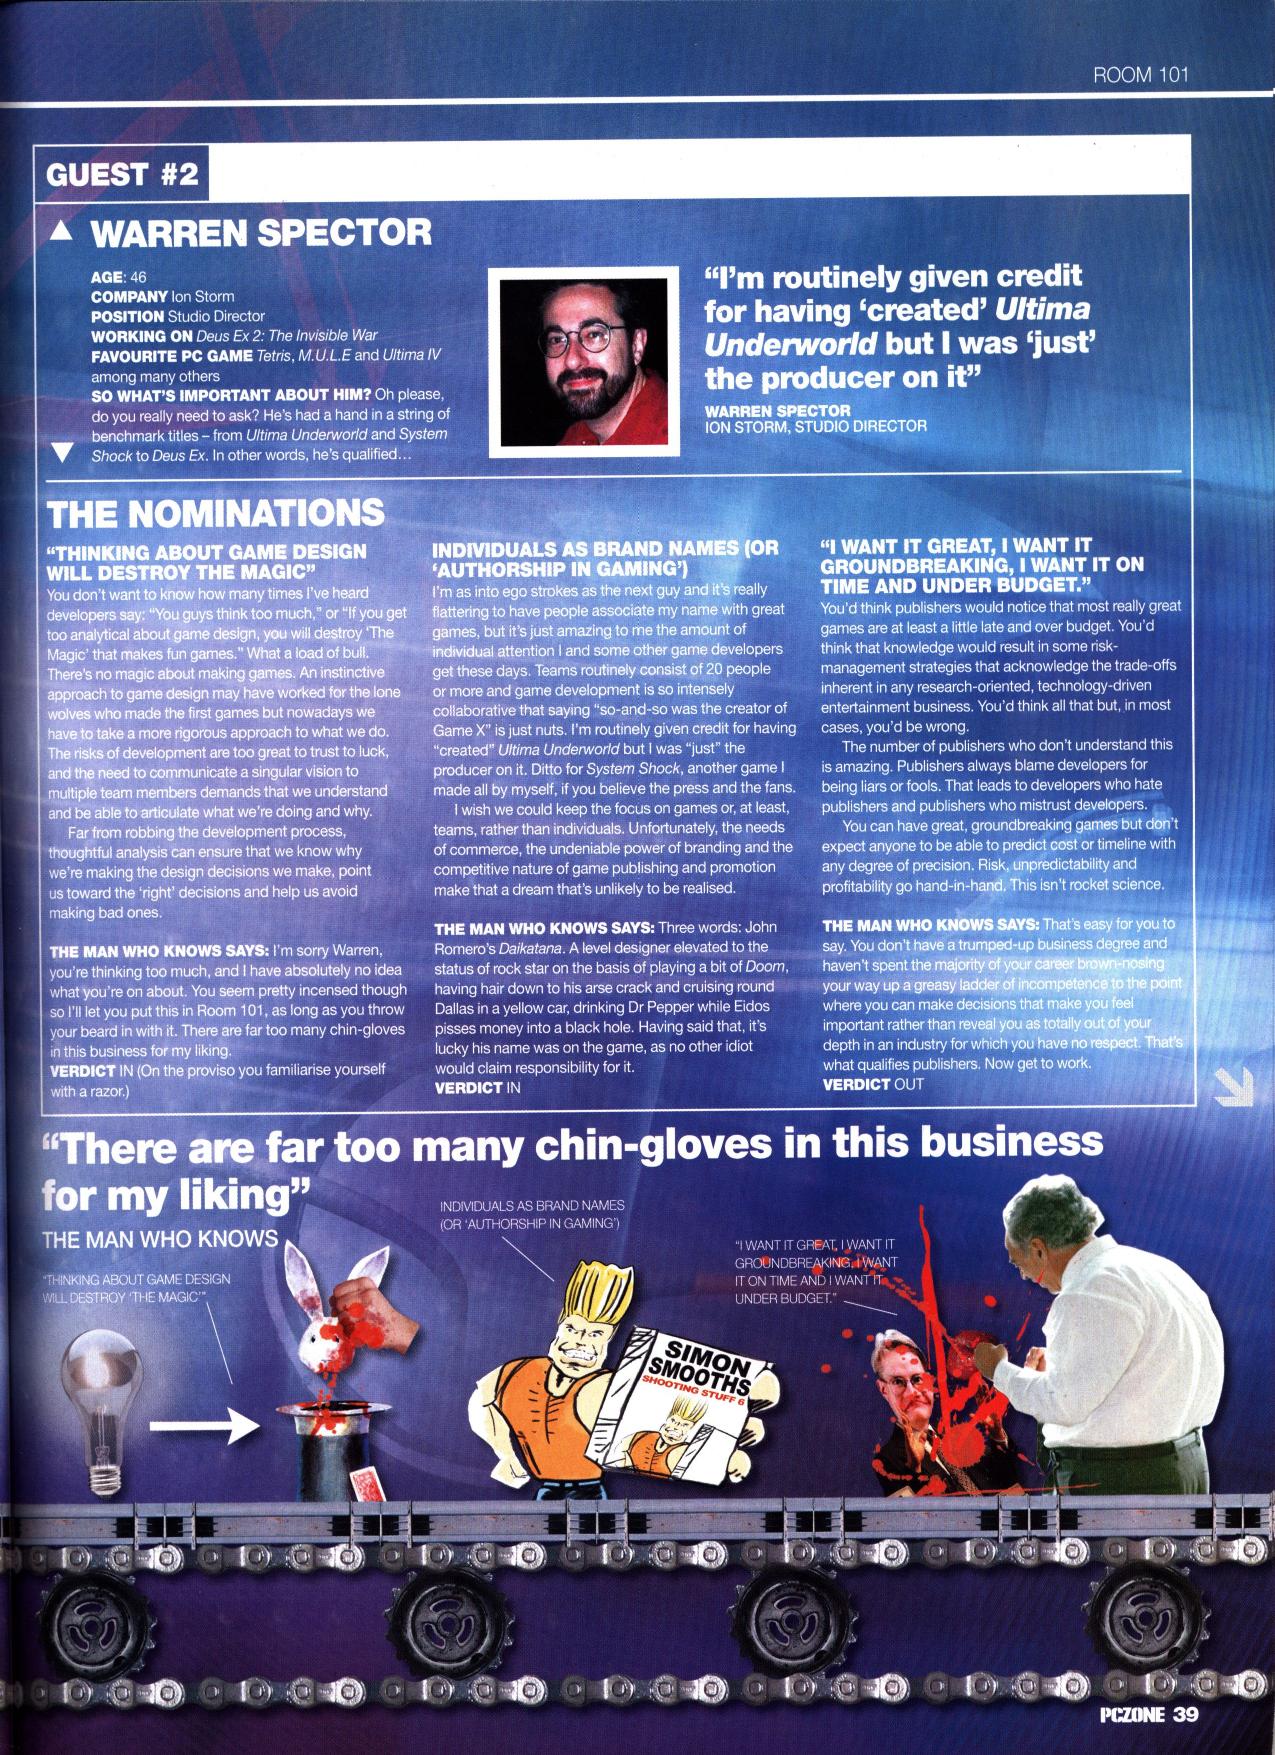 ROOM 101
GUEST #2
WARREN SPECTOR
AGE: 46
COMPANY Ion Storm
POSITION Studio Director
WORKING ON Deus Ex 2: The Invisible War
FAVOURITE PC GAME Tetris, M.U.L.E and Ultima IV
among many others
SO WHAT'S IMPORTANT ABOUT HIM? Oh please,
do you really need to ask? He's had a hand in a string of
benchmark titles – from Ultima Underworld and System
Shock to Deus Ex. In other words, he's qualified...
“I'm routinely given credit
for having ‘created’ Ultima
Underworld but I was ‘just’
the producer on it”
WARREN SPECTOR
ION STORM, STUDIO DIRECTOR
THE NOMINATIONS
“THINKING ABOUT GAME DESIGN
WILL DESTROY THE MAGIC”
You don't want to know how many times I've heard
developers say: “You guys think too much,” or “If you get
too analytical about game design, you will destroy ‘The
Magic’ that makes fun games.” What a load of bull.
There's no magic about making games. An instinctive
approach to game design may have worked for the lone
wolves who made the first games but nowadays we
have to take a more rigorous approach to what we do.
The risks of development are too great to trust to luck,
and the need to communicate a singular vision to
multiple team members demands that we understand
and be able to articulate what we're doing and why.
Far from robbing the development process,
thoughtful analysis can ensure that we know why
we're making the design decisions we make, point
us toward the ‘right’ decisions and help us avoid
making bad ones.
THE MAN WHO KNOWS SAYS: I'm sorry Warren,
you're thinking too much, and I have absolutely no idea
what you're on about. You seem pretty incensed though
so I'll let you put this in Room 101, as long as you throw
your beard in with it. There are far too many chin-gloves
in this business for my liking.
VERDICT IN (On the proviso you familiarise yourself
with a razor.)
INDIVIDUALS AS BRAND NAMES (OR
‘AUTHORSHIP IN GAMING’)
I'm as into ego strokes as the next guy and it's really
flattering to have people associate my name with great
games, but it's just amazing to me the amount of
individual attention I and some other game developers
get these days. Teams routinely consist of 20 people
or more and game development is so intensely
collaborative that saying “so-and-so was the creator of
Game X” is just nuts. I'm routinely given credit for having
“created” Ultima Underworld but I was “just” the
producer on it. Ditto for System Shock, another game I
made all by myself, if you believe the press and the fans.
I wish we could keep the focus on games or, at least,
teams, rather than individuals. Unfortunately, the needs
of commerce, the undeniable power of branding and the
competitive nature of game publishing and promotion
make that a dream that's unlikely to be realised.
THE MAN WHO KNOWS SAYS: Three words: John
Romero's Daikatana. A level designer elevated to the
status of rock star on the basis of playing a bit of Doom,
having hair down to his arse crack and cruising round
Dallas in a yellow car, drinking Dr Pepper while Eidos
pisses money into a black hole. Having said that, it's
lucky his name was on the game, as no other idiot
would claim responsibility for it.
VERDICT IN
“I WANT IT GREAT, I WANT IT
GROUNDBREAKING, I WANT IT ON
TIME AND UNDER BUDGET.”
You'd think publishers would notice that most really great
games are at least a little late and over budget. You'd
think that knowledge would result in some risk-
management strategies that acknowledge the trade-offs
inherent in any research-oriented, technology-driven
entertainment business. You'd think all that but, in most
cases, you'd be wrong.
The number of publishers who don't understand this
is amazing. Publishers always blame developers for
being liars or fools. That leads to developers who hate
publishers and publishers who mistrust developers.
You can have great, groundbreaking games but don't
expect anyone to be able to predict cost or timeline with
any degree of precision. Risk, unpredictability and
profitability go hand-in-hand. This isn't rocket science.
THE MAN WHO KNOWS SAYS: That's easy for you to
say. You don't have a trumped-up business degree and
haven't spent the majority of your career brown-nosing
your way up a greasy ladder of incompetence to the point
where you can make decisions that make you feel
important rather than reveal you as totally out of your
depth in an industry for which you have no respect. That's
what qualifies publishers. Now get to work.
VERDICT OUT
“There are far too many chin-gloves in this business
for my liking”
THE MAN WHO KNOWS
“THINKING ABOUT GAME DESIGN
WILL DESTROY ‘THE MAGIC’”
INDIVIDUALS AS BRAND NAMES
(OR ‘AUTHORSHIP IN GAMING’)
“I WANT IT GREAT, I WANT IT
GROUNDBREAKING, I WANT
IT ON TIME AND I WANT IT
UNDER BUDGET.”
SIMON
SMOOTHS
SHOOTING STUFF 6
PCZONE 39